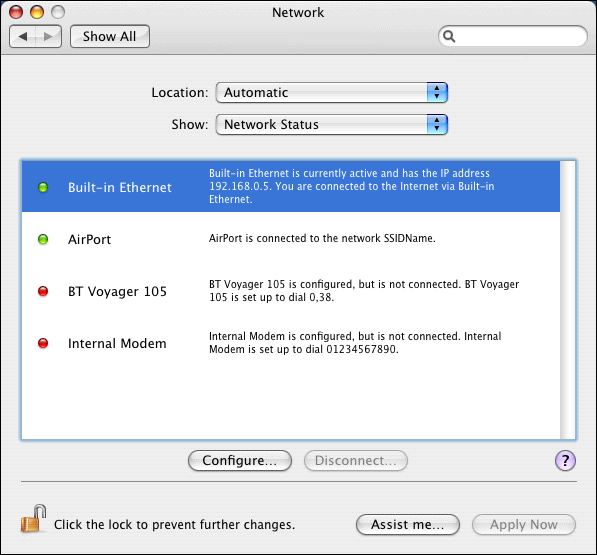 Network
Show All
Location: Automatic
Show: Network Status
Built-in Ethernet
Built-in Ethernet is currently active and has the IP address
192.168.0.5. You are connected to the Internet via Built-in
Ethernet.
AirPort
AirPort is connected to the network SSIDName.
BT Voyager 105
BT Voyager 105 is configured, but is not connected. BT Voyager
105 is set up to dial 0,38.
Internal Modem
Internal Modem is configured, but is not connected. Internal
Modem is set up to dial 01234567890.
Configure... Disconnect... ?
Click the lock to prevent further changes. Assist me... Apply Now